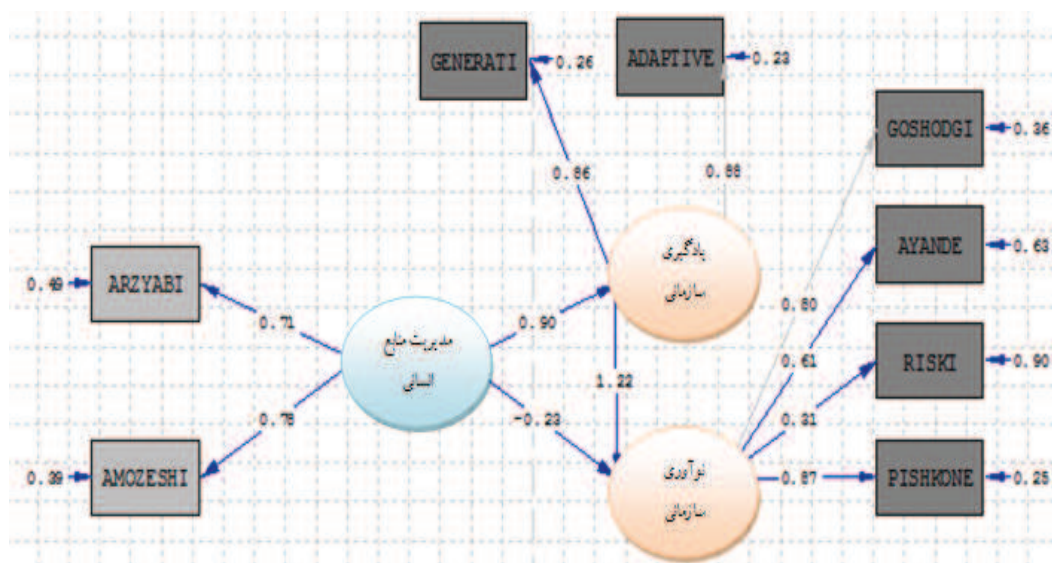 GENERATI
0.26
ADAPTIVE
0.23
GOSHODGI
0.36
0.86
0.88
ARZYABI
0.49
0.71
مدیریت منابع
انسانی
0.90
یادگیری
سازمانی
0.80
AYANDE
0.63
0.61
1.22
RISKI
0.90
0.31
AMOZESHI
0.39
0.78
-0.23
نوآوری
سازمانی
0.87
PISHKONE
0.25